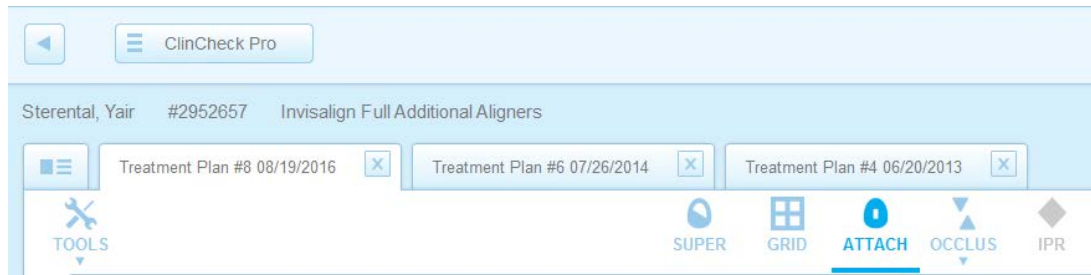 ClinCheck Pro
Sterental, Yair #2952657 Invisalign Full Additional Aligners
Treatment Plan #8 08/19/2016 X Treatment Plan #6 07/26/2014 X Treatment Plan #4 06/20/2013 X
TOOLS SUPER GRID ATTACH OCCLUS IPR